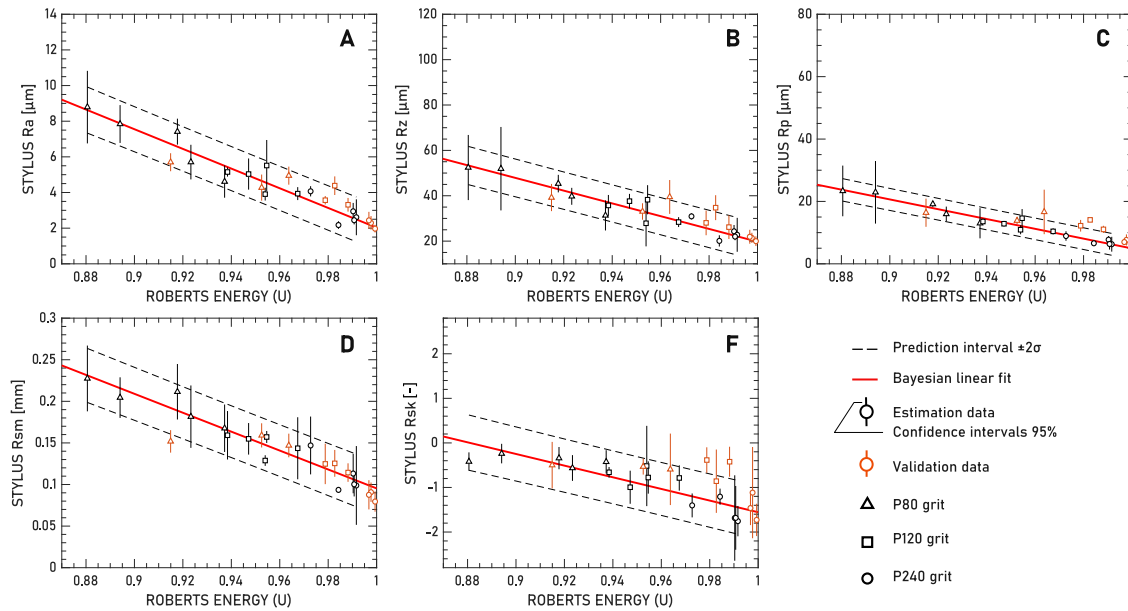 A
STYLUS Ra [µm]
14
12
10
8
6
4
2
0
0.88
0.9
0.92
0.94
0.96
0.98
1
ROBERTS ENERGY (U)
B
STYLUS Rz [µm]
120
100
80
60
40
20
0.88
0.9
0.92
0.94
0.96
0.98
1
ROBERTS ENERGY (U)
C
STYLUS Rp [µm]
80
60
40
20
0
0.88
0.9
0.92
0.94
0.96
0.98
1
ROBERTS ENERGY (U)
D
STYLUS Rsm [mm]
0.3
0.25
0.2
0.15
0.1
0.05
0
0.88
0.9
0.92
0.94
0.96
0.98
1
ROBERTS ENERGY (U)
F
STYLUS Rsk [-]
2
1
0
−1
−2
0.88
0.9
0.92
0.94
0.96
0.98
1
ROBERTS ENERGY (U)
Prediction interval ±2σ
Bayesian linear fit
Estimation data
Confidence intervals 95%
Validation data
P80 grit
P120 grit
P240 grit